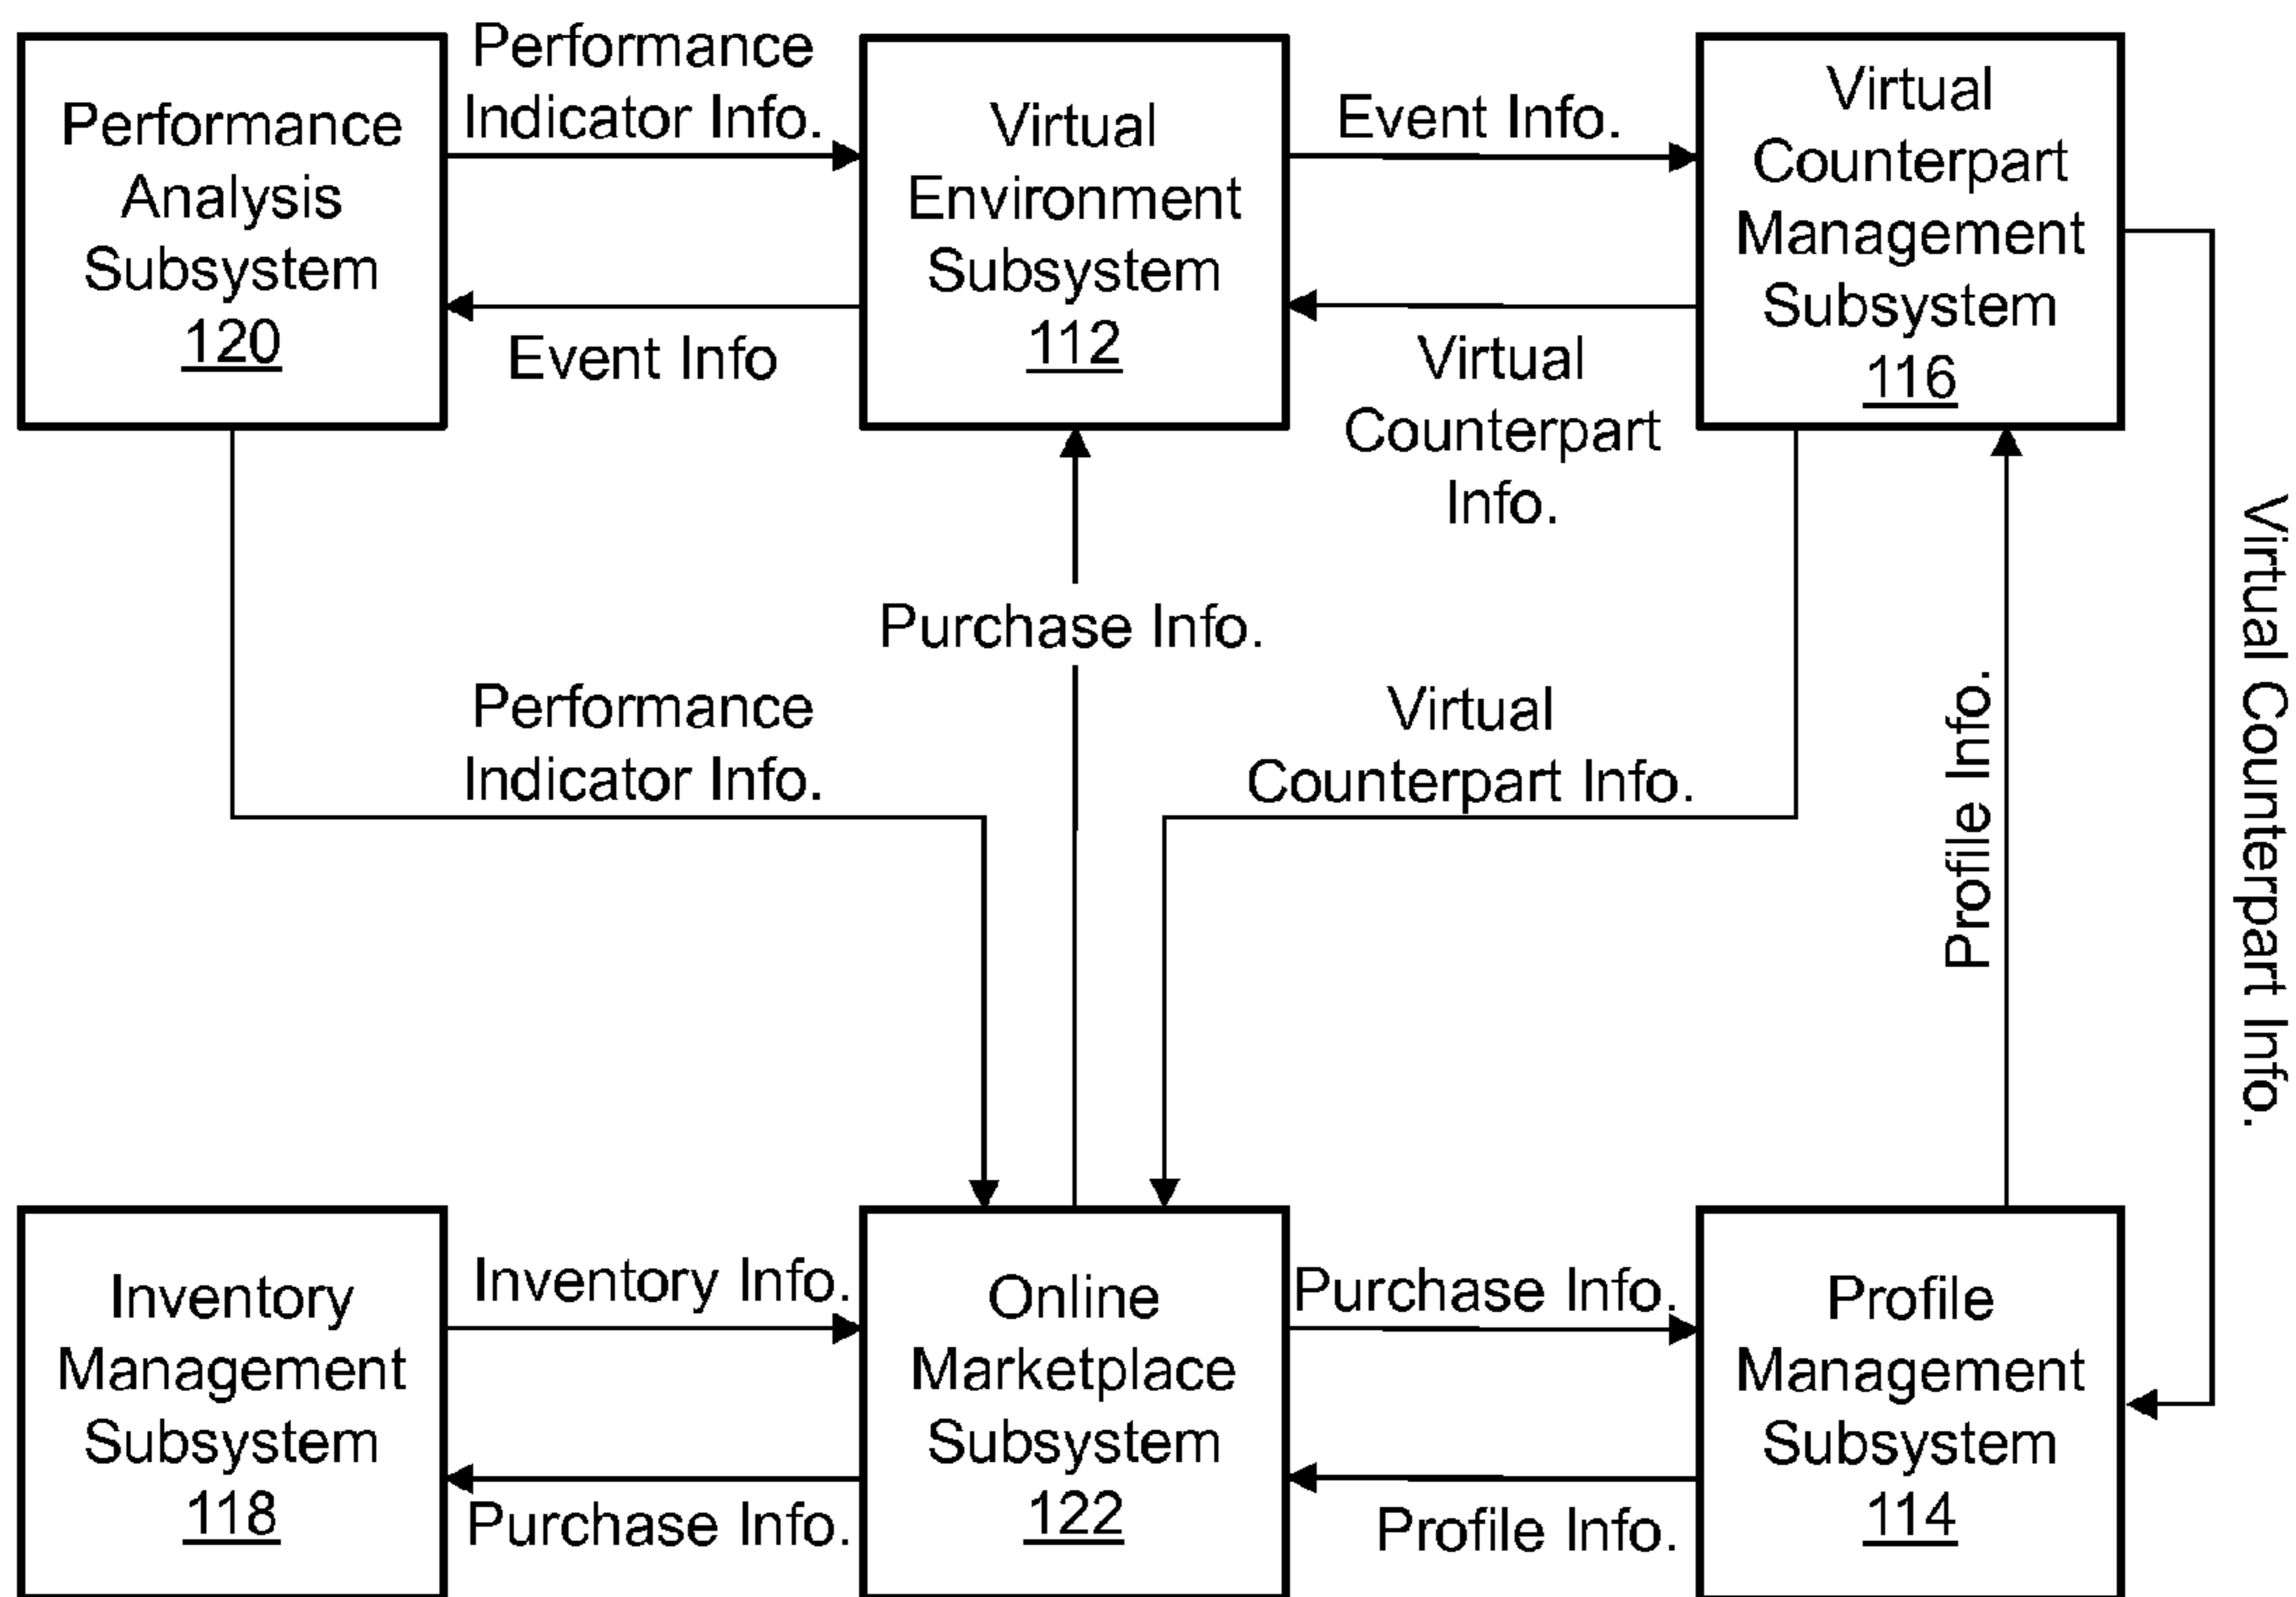 Performance
Analysis
Subsystem
120
Performance
Indicator Info.
Event Info
Virtual
Environment
Subsystem
112
Event Info.
Virtual
Counterpart
Info.
Virtual
Counterpart
Management
Subsystem
116
Purchase Info.
Performance
Indicator Info.
Virtual
Counterpart Info.
Profile Info.
Virtual Counterpart Info.
Inventory
Management
Subsystem
118
Inventory Info.
Purchase Info.
Online
Marketplace
Subsystem
122
Purchase Info.
Profile Info.
Profile
Management
Subsystem
114